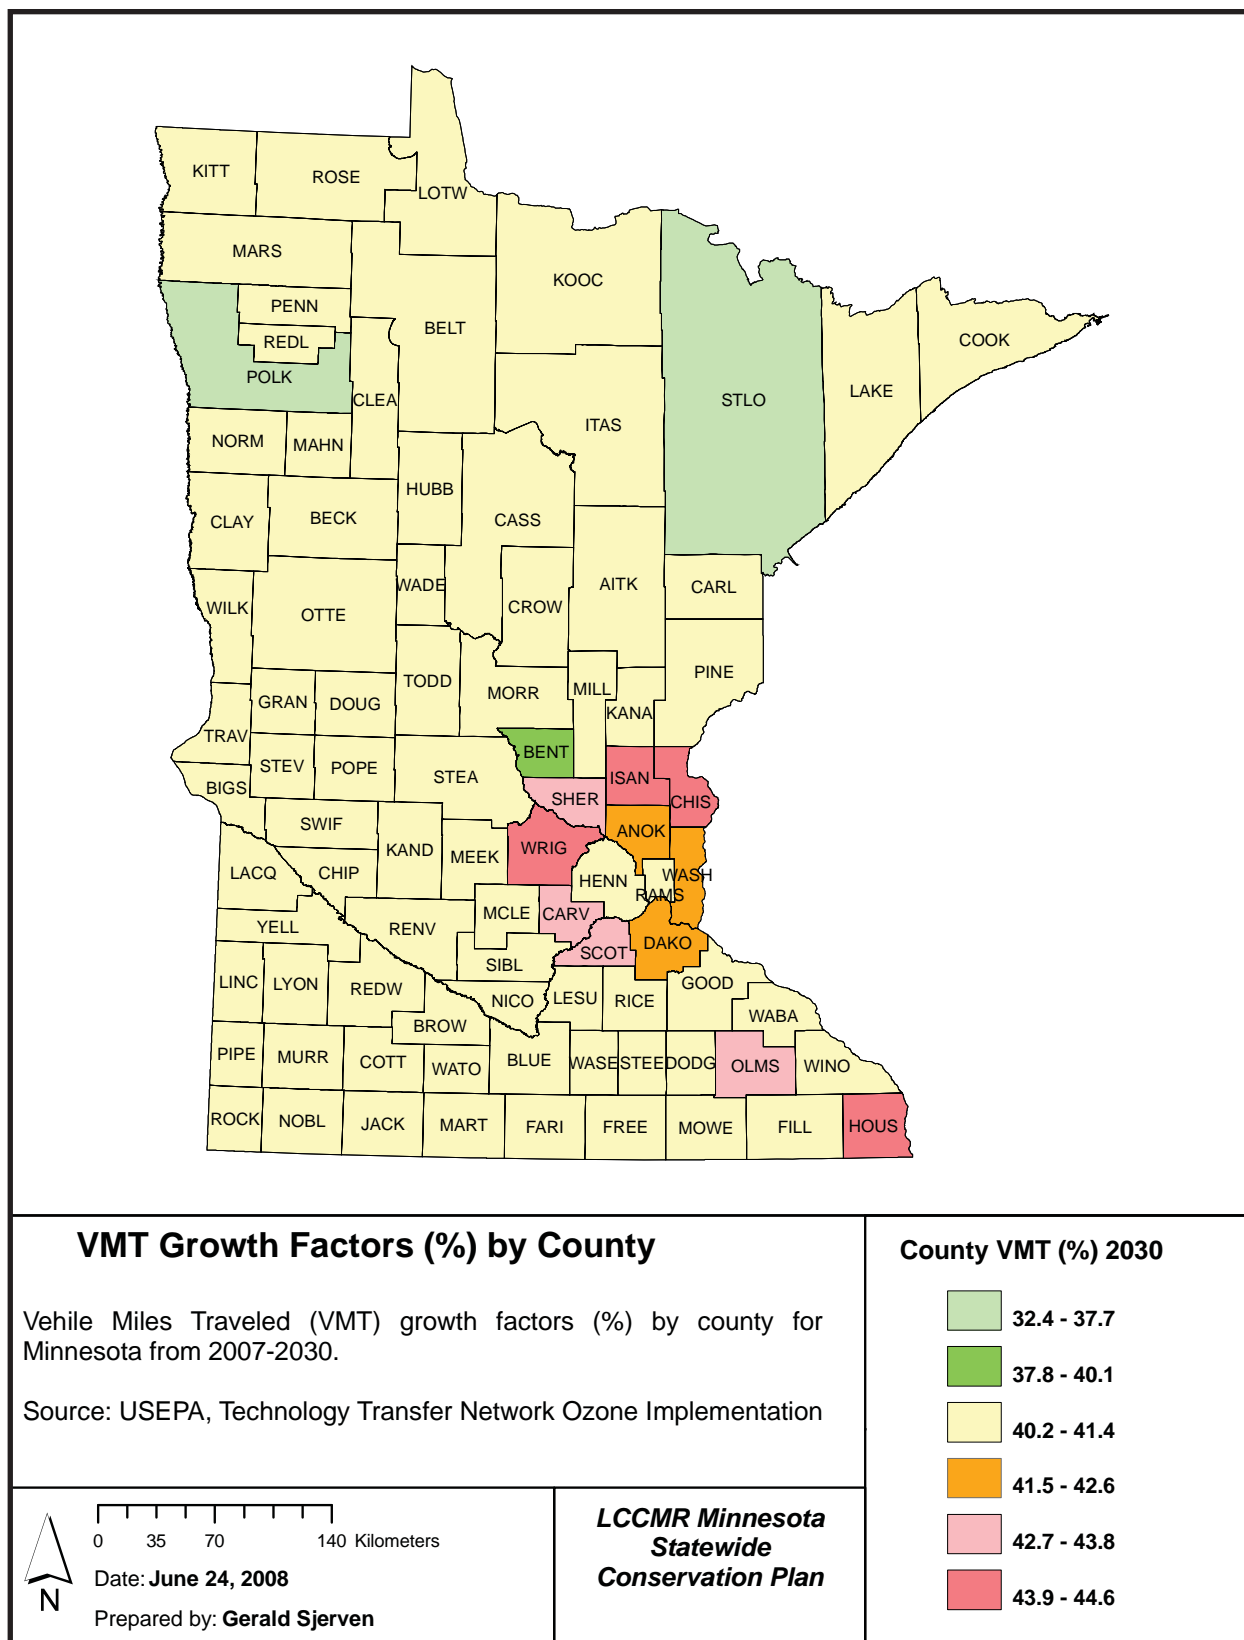 KITT
ROSE
LOTW
MARS
KOOC
PENN
BELT
REDL
COOK
POLK
CLEA
STLO
LAKE
ITAS
NORM
MAHN
HUBB
CLAY
BECK
CASS
WADE
AITK
CARL
WILK
OTTE
CROW
TODD
MORR
MILL
PINE
GRAN
DOUG
KANA
TRAV
BENT
STEV
POPE
STEA
ISAN
BIGS
SHER
CHIS
SWIF
ANOK
KAND
MEEK
WRIG
LACQ
CHIP
HENN
WASH
RAMS
MCLE
CARV
YELL
RENV
DAKO
SCOT
SIBL
LINC
LYON
REDW
NICO
LESU
RICE
GOOD
WABA
BROW
PIPE
MURR
COTT
WATO
BLUE
WASE
STEE
DODG
OLMS
WINO
ROCK
NOBL
JACK
MART
FARI
FREE
MOWE
FILL
HOUS
VMT Growth Factors (%) by County
Vehile Miles Traveled (VMT) growth factors (%) by county for
Minnesota from 2007-2030.
Source: USEPA, Technology Transfer Network Ozone Implementation
County VMT (%) 2030
32.4 - 37.7
37.8 - 40.1
40.2 - 41.4
41.5 - 42.6
42.7 - 43.8
43.9 - 44.6
0 35 70 140 Kilometers
N
Date: June 24, 2008
Prepared by: Gerald Sjerven
LCCMR Minnesota
Statewide
Conservation Plan